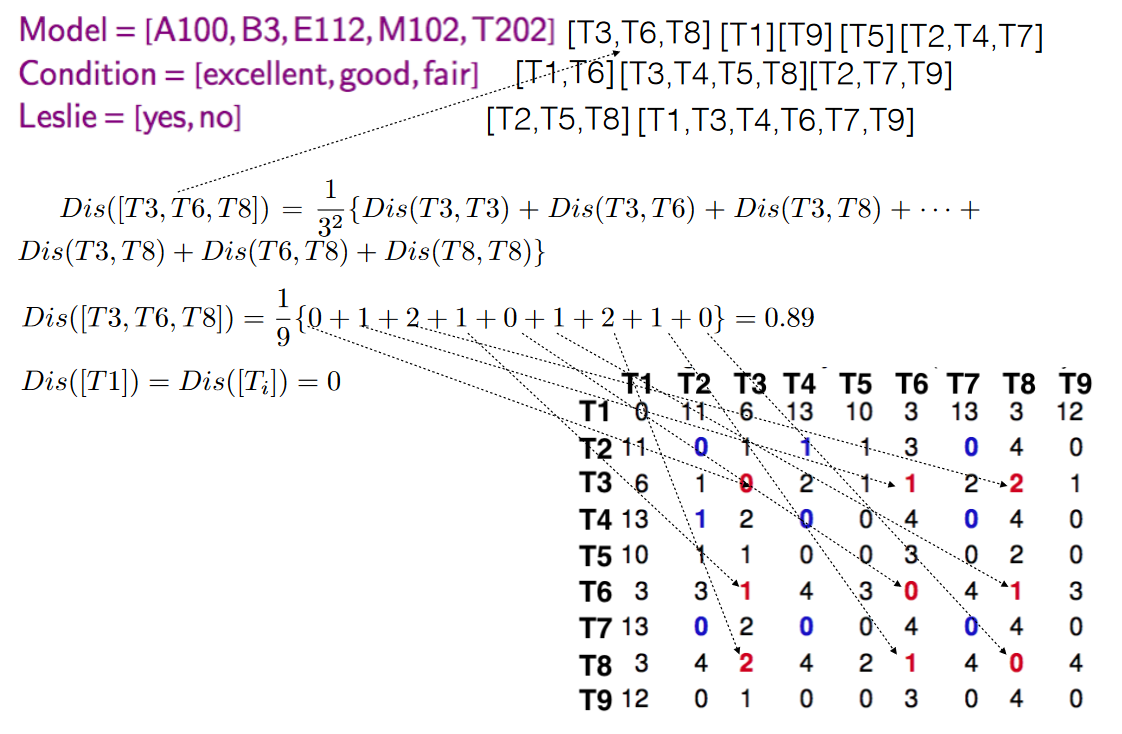 Model = [A100, B3, E112, M102, T202] [T3,T6,T8] [T1][T9] [T5][T2,T4,T7]
Condition = [excellent, good, fair] [T1,T6][T3,T4,T5,T8][T2,T7,T9]
Leslie = [yes, no] [T2,T5,T8] [T1,T3,T4,T6,T7,T9]
Dis([T3, T6, T8]) = 1/3² {Dis(T3, T3) + Dis(T3, T6) + Dis(T3, T8) + ⋯ +
Dis(T3, T8) + Dis(T6, T8) + Dis(T8, T8)}
Dis([T3, T6, T8]) = 1/9 {0 + 1 + 2 + 1 + 0 + 1 + 2 + 1 + 0} = 0.89
Dis([T1]) = Dis([Tᵢ]) = 0
T1 T2 T3 T4 T5 T6 T7 T8 T9
T1 0 11 6 13 10 3 13 3 12
T2 11 0 1 1 1 3 0 4 0
T3 6 1 0 2 1 1 2 2 1
T4 13 1 2 0 0 4 0 4 0
T5 10 1 1 0 0 3 0 2 0
T6 3 3 1 4 3 0 4 1 3
T7 13 0 2 0 0 4 0 4 0
T8 3 4 2 4 2 1 4 0 4
T9 12 0 1 0 0 3 0 4 0